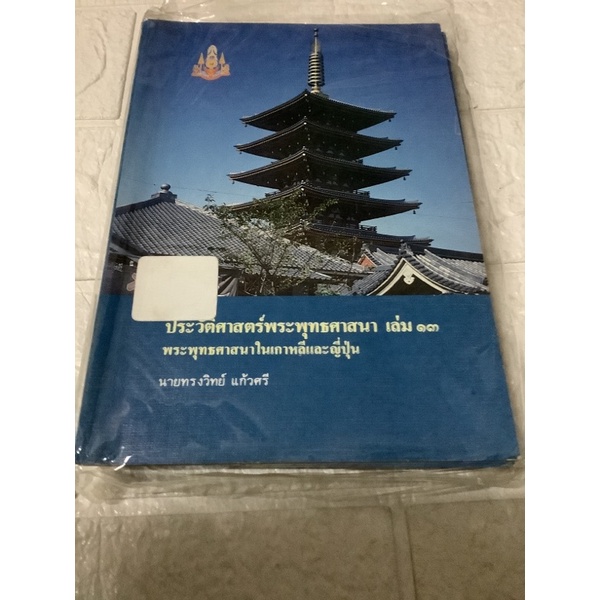 ประวัติศาสตร์พระพุทธศาสนา เล่ม ๑๓
พระพุทธศาสนาในเกาหลีและญี่ปุ่น
นายทรงวิทย์ แก้วศรี